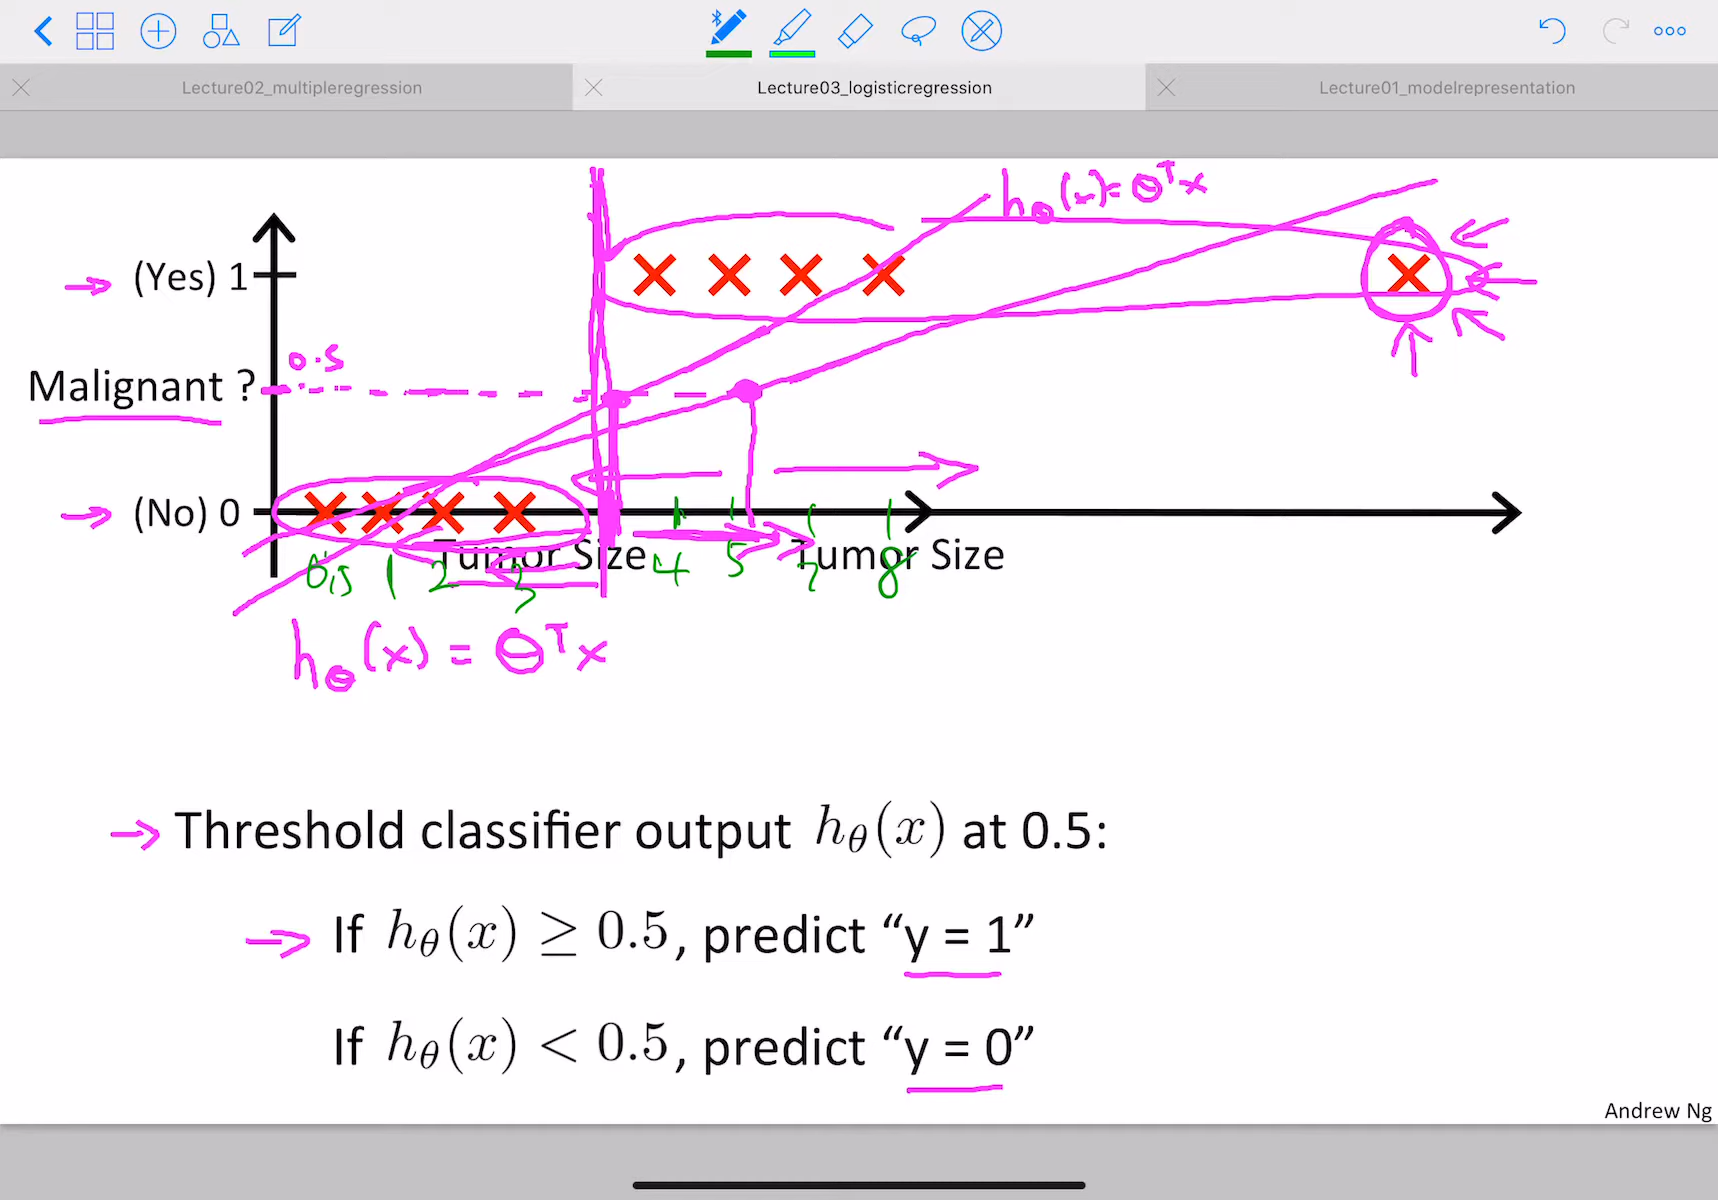 Lecture02_multipleregression
Lecture03_logisticregression
Lecture01_modelrepresentation
hθ(x)=θᵀx
(Yes) 1
0.5
Malignant ?
(No) 0
Tumor Size
Tumor Size
0.5 1 2 3 4 5 7 8
hθ(x) = θᵀx
Threshold classifier output hθ(x) at 0.5:
If hθ(x) ≥ 0.5, predict “y = 1”
If hθ(x) < 0.5, predict “y = 0”
Andrew Ng